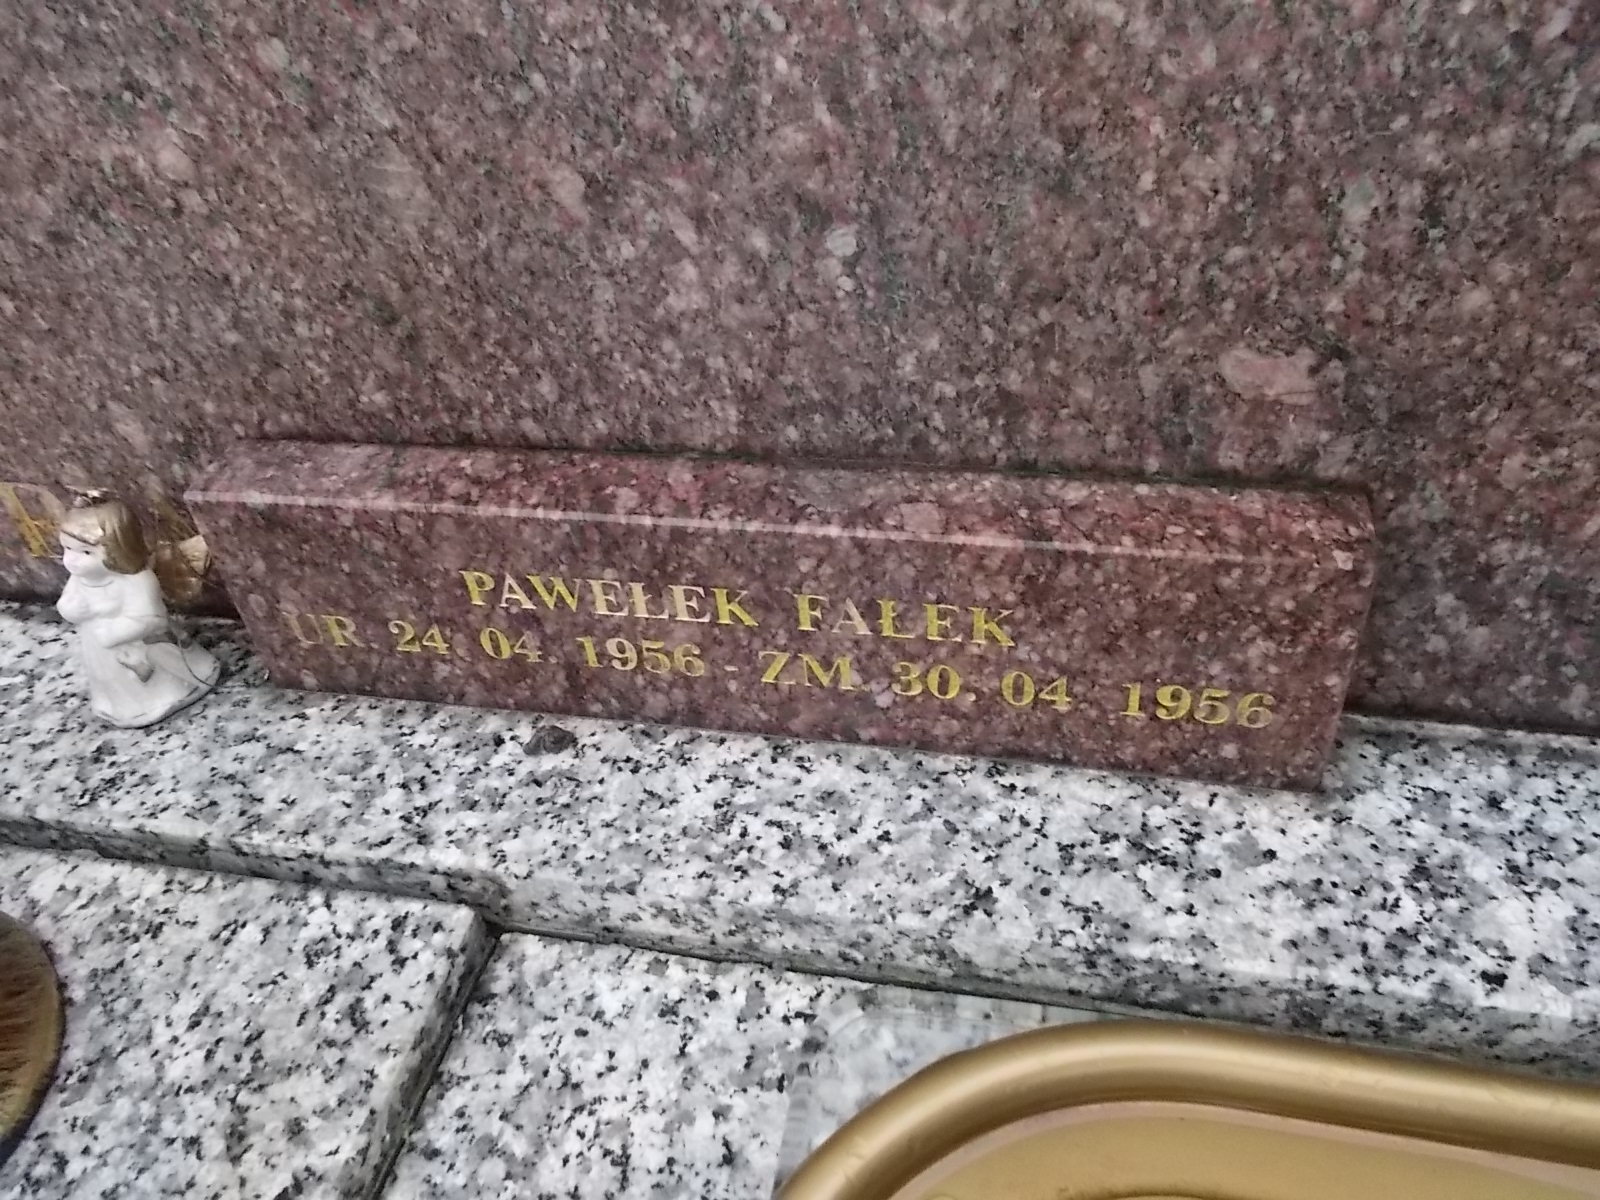 PAWEŁEK FAŁEK
UR. 24. 04. 1956 - ZM. 30. 04 1956